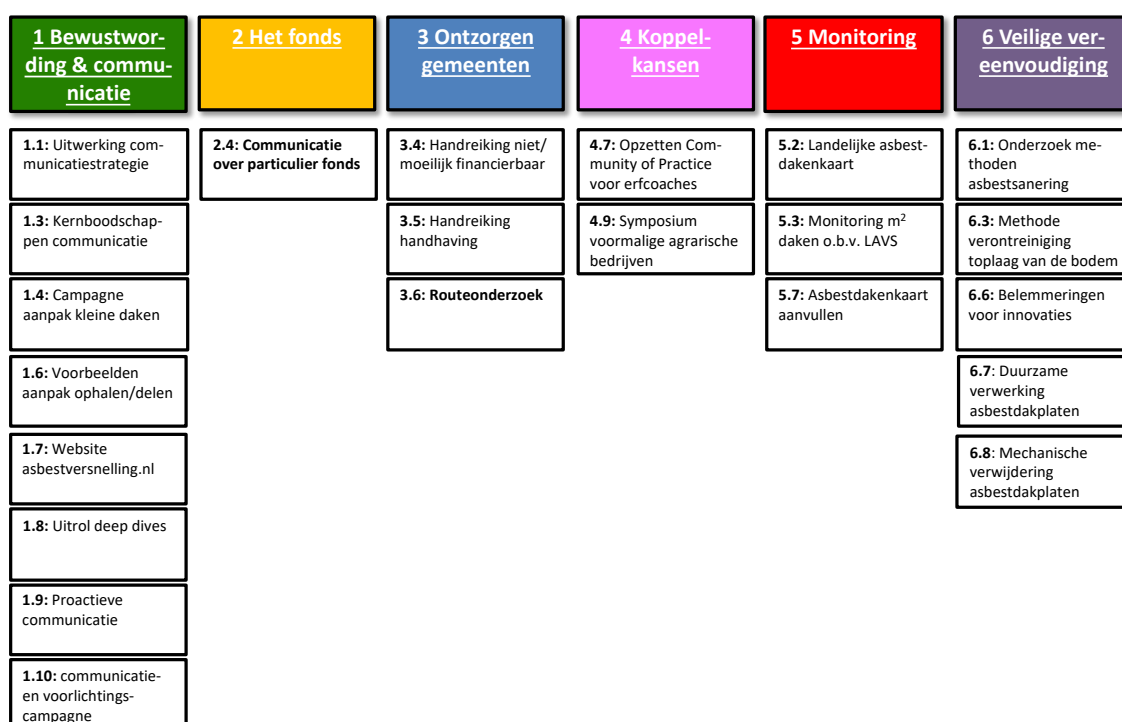 1 Bewustwor-
ding & commu-
nicatie
2 Het fonds
3 Ontzorgen
gemeenten
4 Koppel-
kansen
5 Monitoring
6 Veilige ver-
eenvoudiging
1.1: Uitwerking com-
municatiestrategie
1.3: Kernboodschap-
pen communicatie
1.4: Campagne
aanpak kleine daken
1.6: Voorbeelden
aanpak ophalen/delen
1.7: Website
asbestversnelling.nl
1.8: Uitrol deep dives
1.9: Proactieve
communicatie
1.10: communicatie-
en voorlichtings-
campagne
2.4: Communicatie
over particulier fonds
3.4: Handreiking niet/
moeilijk financierbaar
3.5: Handreiking
handhaving
3.6: Routeonderzoek
4.7: Opzetten Com-
munity of Practice
voor erfcoaches
4.9: Symposium
voormalige agrarische
bedrijven
5.2: Landelijke asbest-
dakenkaart
5.3: Monitoring m²
daken o.b.v. LAVS
5.7: Asbestdakenkaart
aanvullen
6.1: Onderzoek me-
thoden
asbestsanering
6.3: Methode
verontreiniging
toplaag van de bodem
6.6: Belemmeringen
voor innovaties
6.7: Duurzame
verwerking
asbestdakplaten
6.8: Mechanische
verwijdering
asbestdakplaten